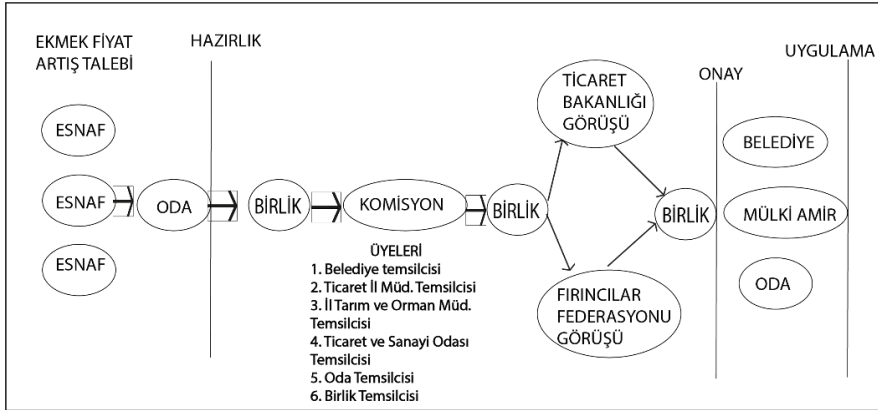 EKMEK FİYAT
ARTIŞ TALEBİ
HAZIRLIK
ONAY
UYGULAMA
ESNAF
ESNAF
ESNAF
ODA
BİRLİK
KOMİSYON
ÜYELERİ
1. Belediye temsilcisi
2. Ticaret İl Müd. Temsilcisi
3. İl Tarım ve Orman Müd.
Temsilcisi
4. Ticaret ve Sanayi Odası
Temsilcisi
5. Oda Temsilcisi
6. Birlik Temsilcisi
BİRLİK
TİCARET
BAKANLIĞI
GÖRÜŞÜ
FIRINCILAR
FEDERASYONU
GÖRÜŞÜ
BİRLİK
BELEDİYE
MÜLKİ AMİR
ODA